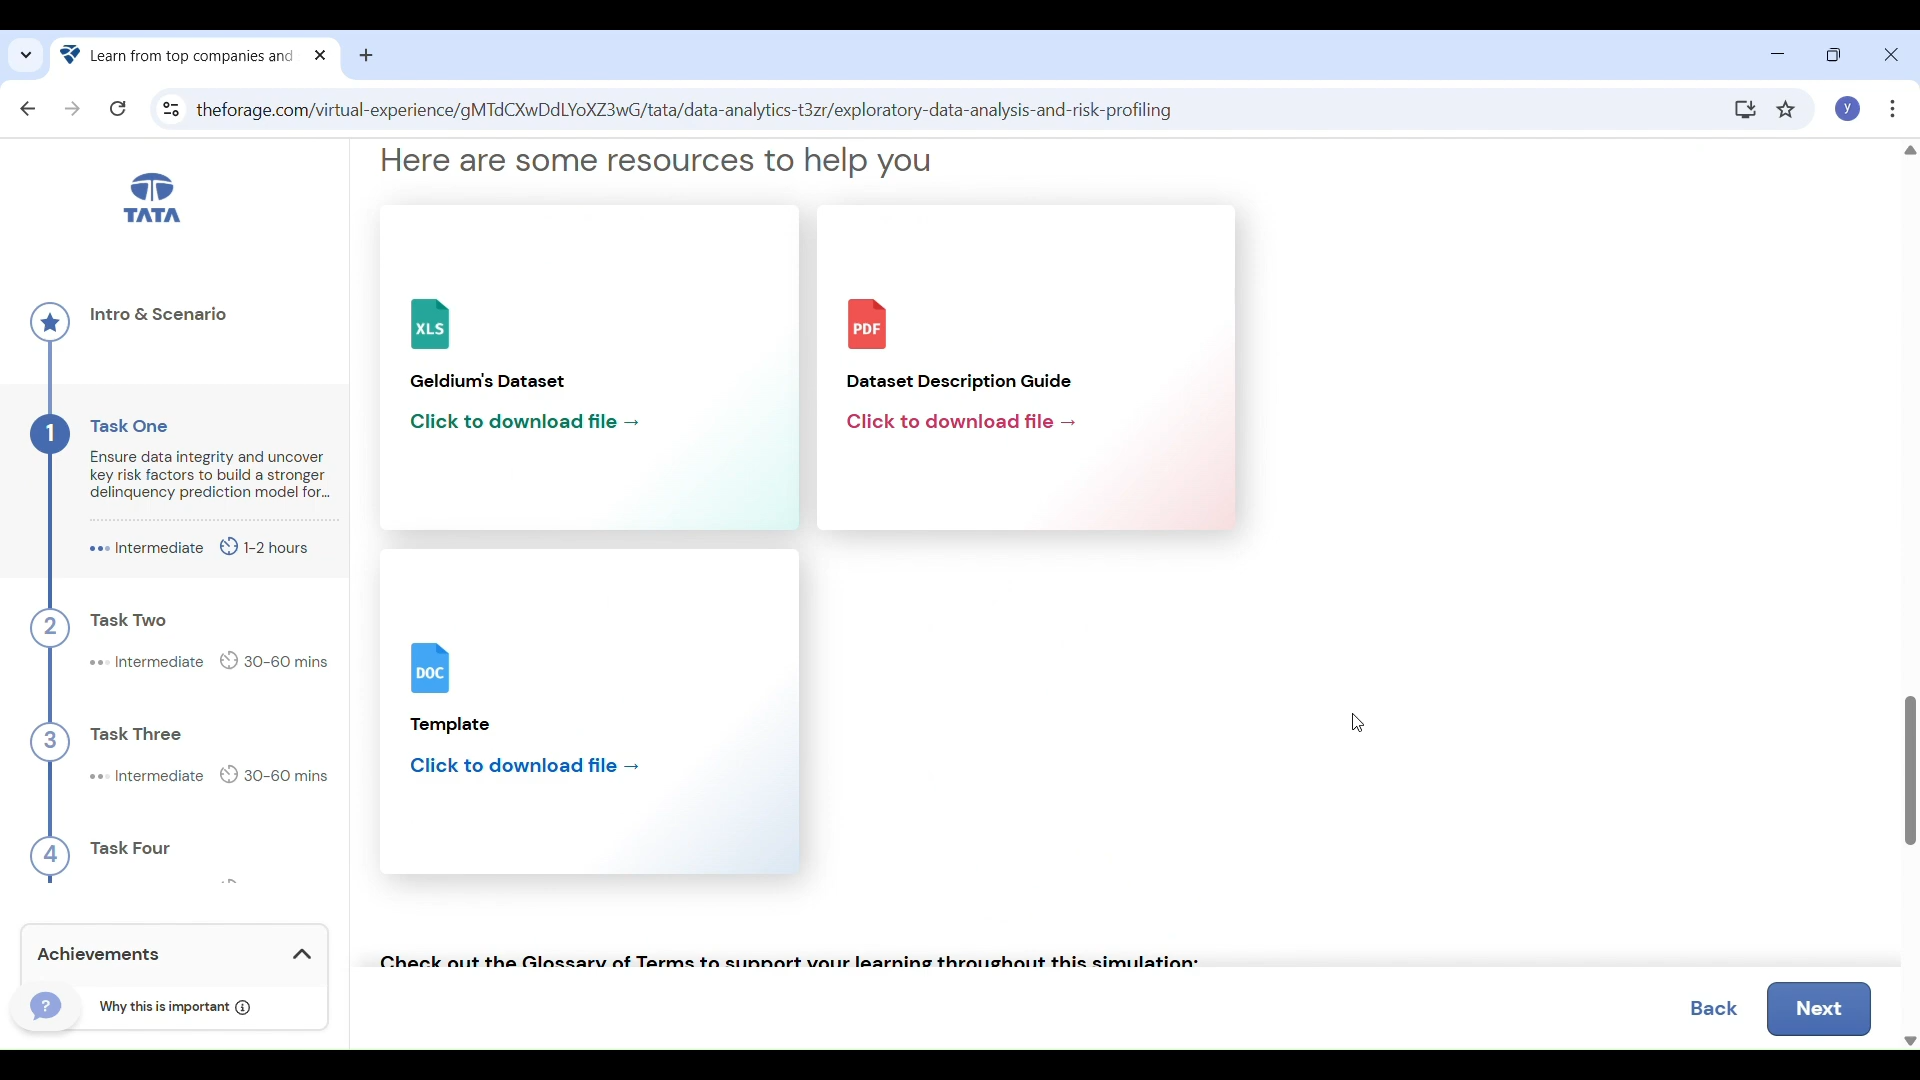 Learn from top companies and
theforage.com/virtual-experience/gMTdCXwDdLYoXZ3wG/tata/data-analytics-t3zr/exploratory-data-analysis-and-risk-profiling
y
TATA
Intro & Scenario
1
Task One
Ensure data integrity and uncover
key risk factors to build a stronger
delinquency prediction model for...
Intermediate 1-2 hours
2
Task Two
Intermediate 30-60 mins
3
Task Three
Intermediate 30-60 mins
4
Task Four
Achievements
?
Why this is important
Here are some resources to help you
XLS
Geldium's Dataset
Click to download file →
PDF
Dataset Description Guide
Click to download file →
DOC
Template
Click to download file →
Check out the Glossary of Terms to support your learning throughout this simulation:
Back
Next